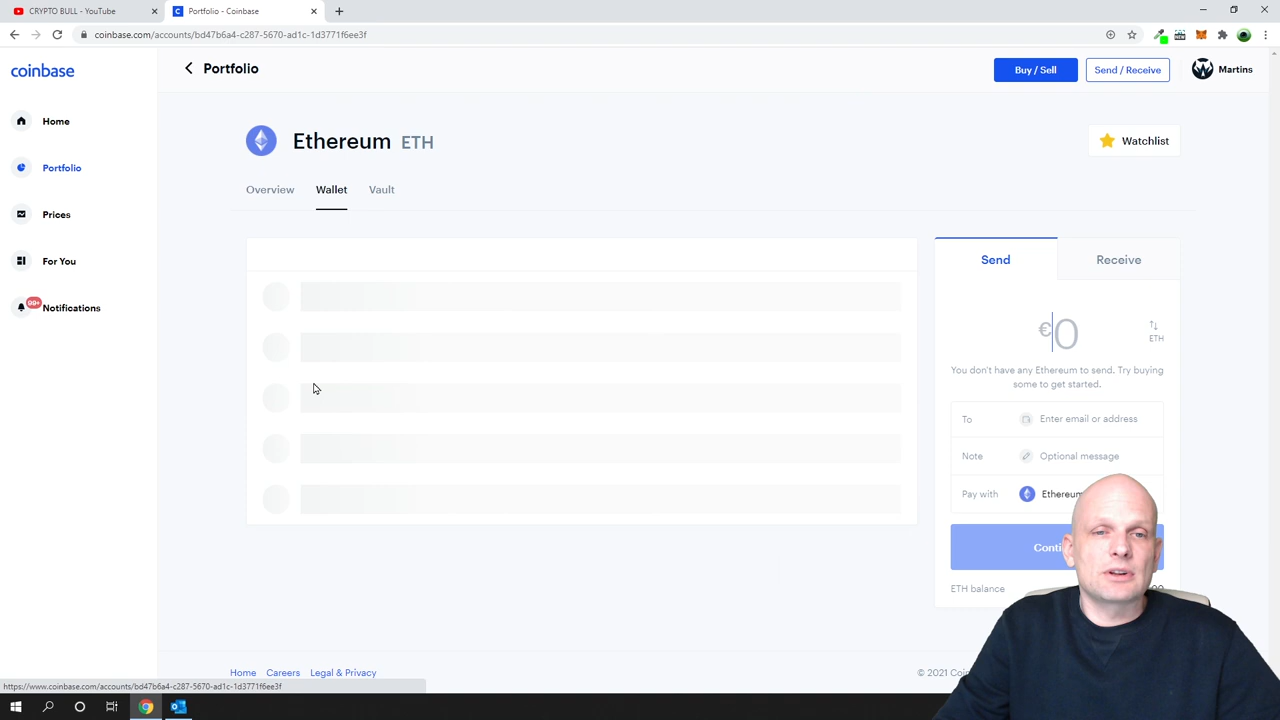 CRYPTO BULL - YouTube
Portfolio - Coinbase
coinbase.com/accounts/bd47b6a4-c287-5670-ad1c-1d3771f6ee3f
coinbase
Portfolio
Buy / Sell
Send / Receive
Martins
Home
Portfolio
Prices
For You
99+
Notifications
Ethereum ETH
Watchlist
Overview
Wallet
Vault
Send
Receive
€0
ETH
You don't have any Ethereum to send. Try buying
some to get started.
To
Enter email or address
Note
Optional message
Pay with
Ethereum
ETH balance
Home
Careers
Legal & Privacy
© 2021
https://www.coinbase.com/accounts/bd47b6a4-c287-5670-ad1c-1d3771f6ee3f